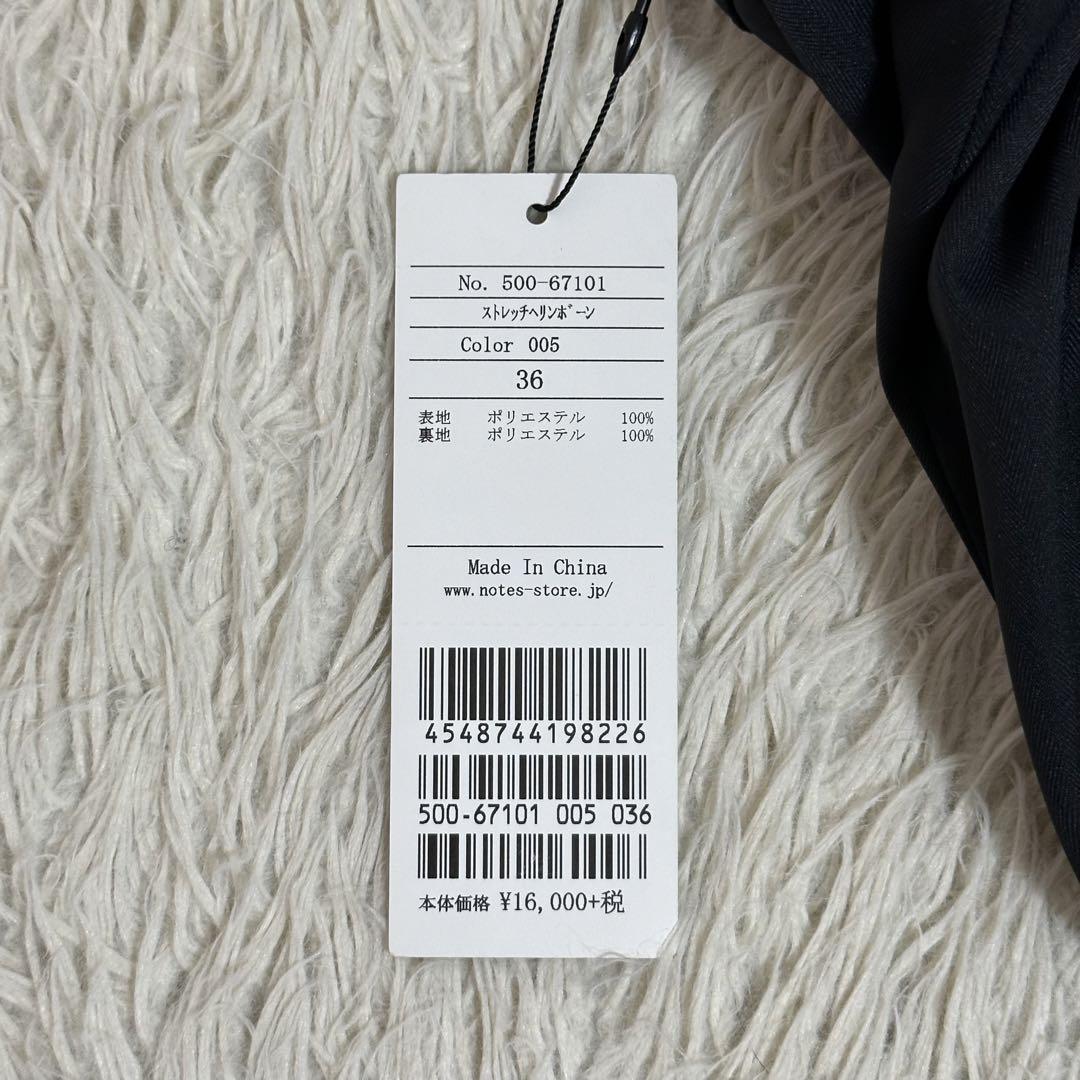 No. 500-67101
ｽﾄﾚｯﾁﾍﾘﾝﾎﾞｰﾝ
Color 005
36
表地 ポリエステル 100%
裏地 ポリエステル 100%
Made In China
www.notes-store.jp/
4548744198226
500-67101 005 036
本体価格 ¥16,000+税